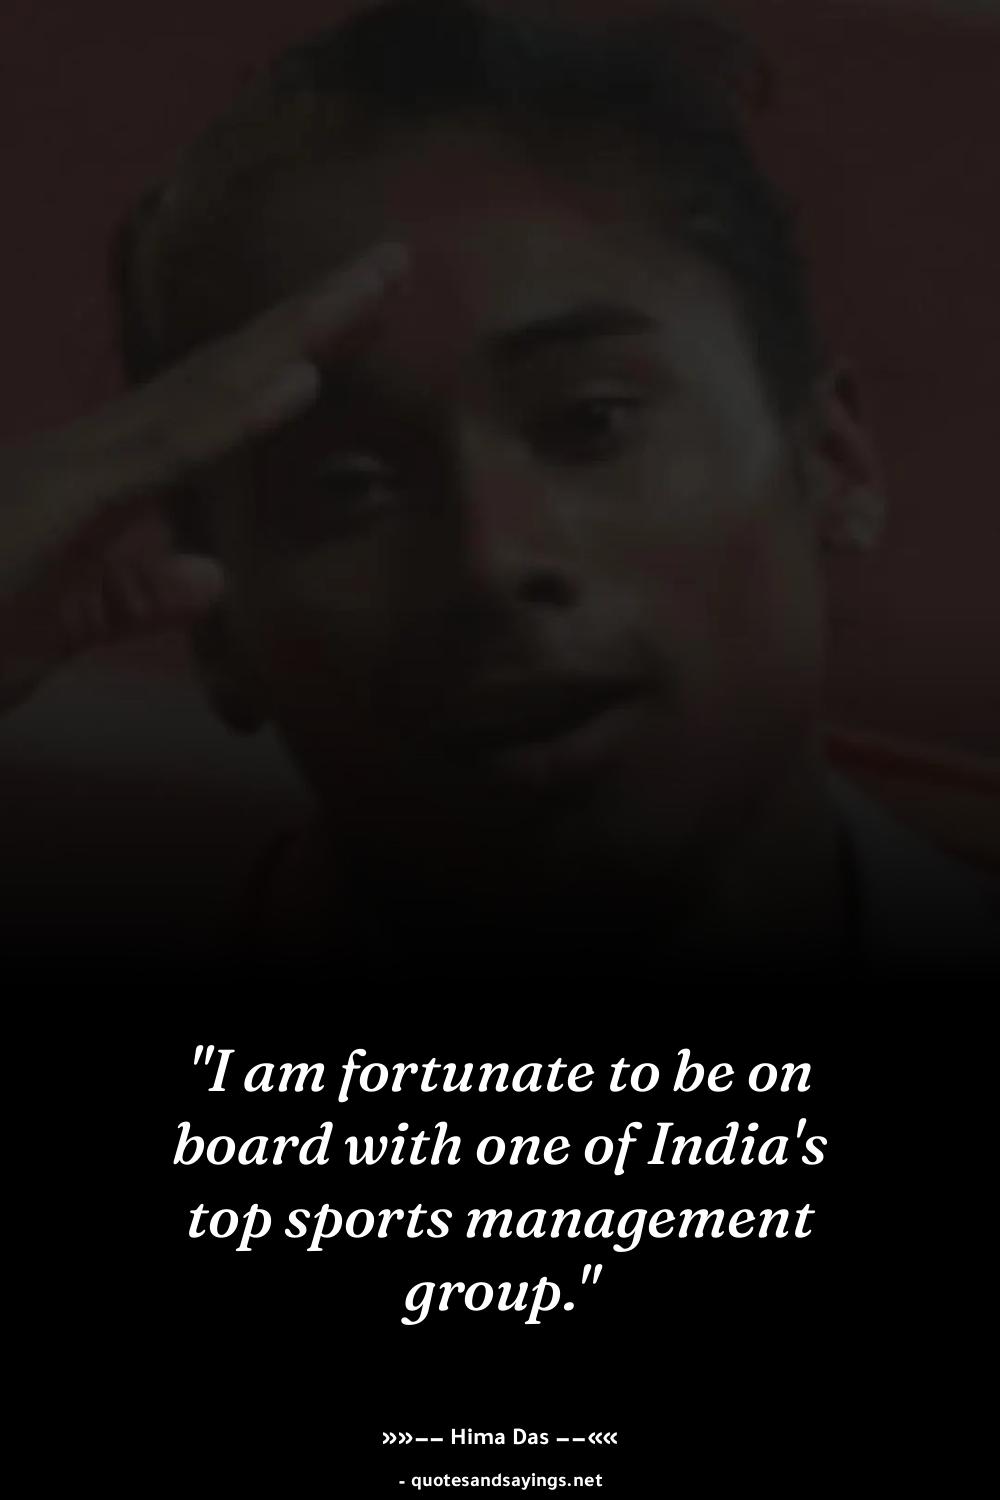 "I am fortunate to be on
board with one of India's
top sports management
group."
»»−− Hima Das −−««
- quotesandsayings.net